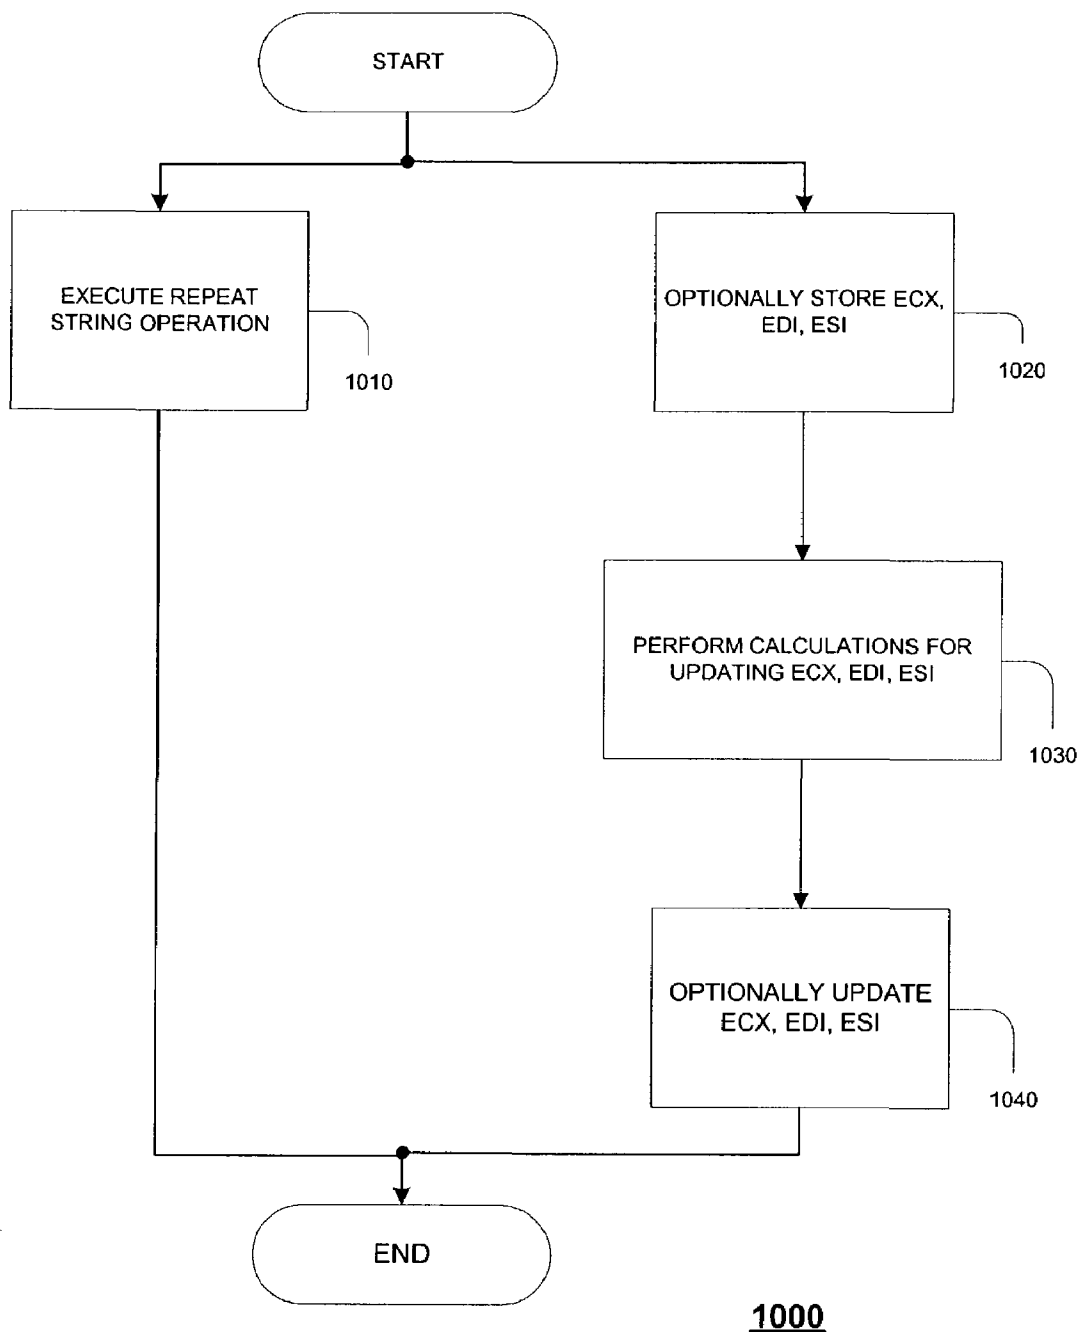 START
EXECUTE REPEAT
STRING OPERATION
1010
OPTIONALLY STORE ECX,
EDI, ESI
1020
PERFORM CALCULATIONS FOR
UPDATING ECX, EDI, ESI
1030
OPTIONALLY UPDATE
ECX, EDI, ESI
1040
END
1000